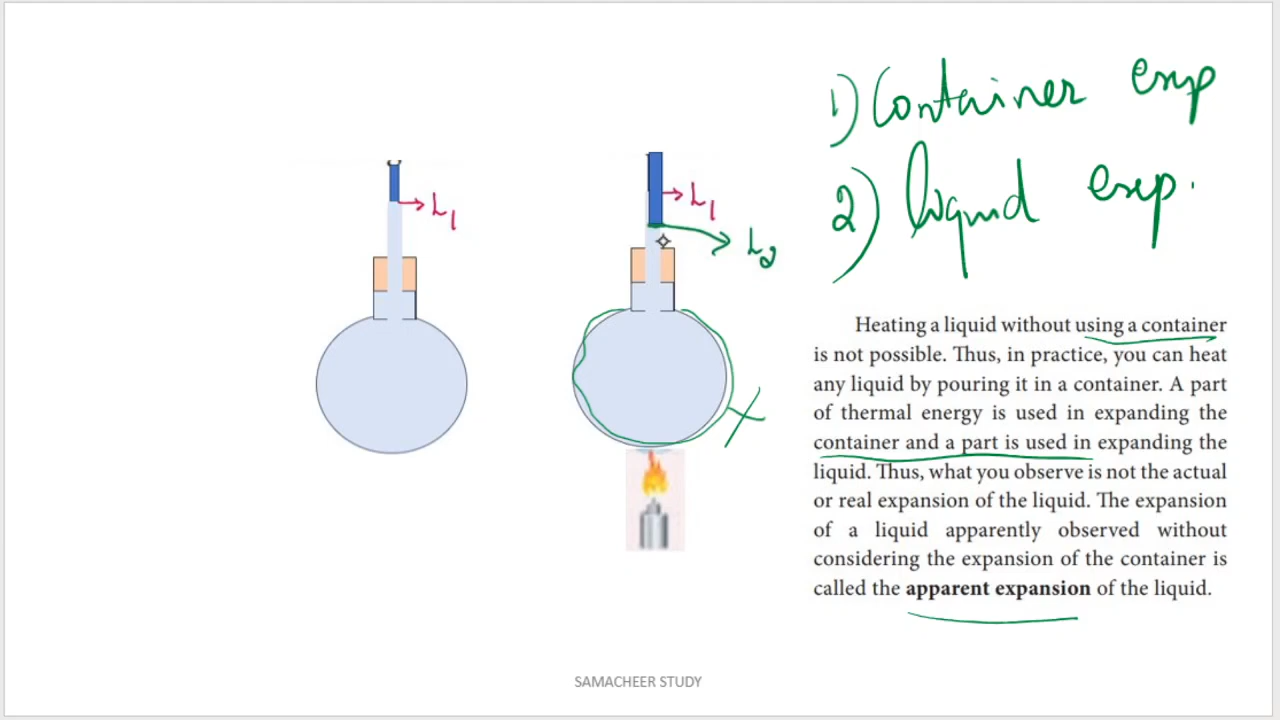 1) Container exp
2) liquid exp.
L1
L1
L2
Heating a liquid without using a container
is not possible. Thus, in practice, you can heat
any liquid by pouring it in a container. A part
of thermal energy is used in expanding the
container and a part is used in expanding the
liquid. Thus, what you observe is not the actual
or real expansion of the liquid. The expansion
of a liquid apparently observed without
considering the expansion of the container is
called the apparent expansion of the liquid.
SAMACHEER STUDY